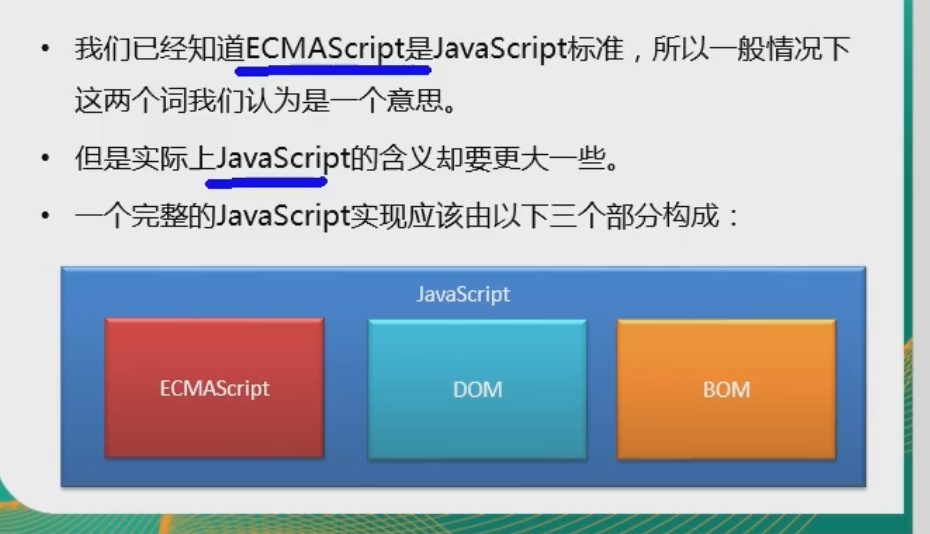 • 我们已经知道ECMAScript是JavaScript标准，所以一般情况下
这两个词我们认为是一个意思。
• 但是实际上JavaScript的含义却要更大一些。
• 一个完整的JavaScript实现应该由以下三个部分构成：
JavaScript
ECMAScript
DOM
BOM